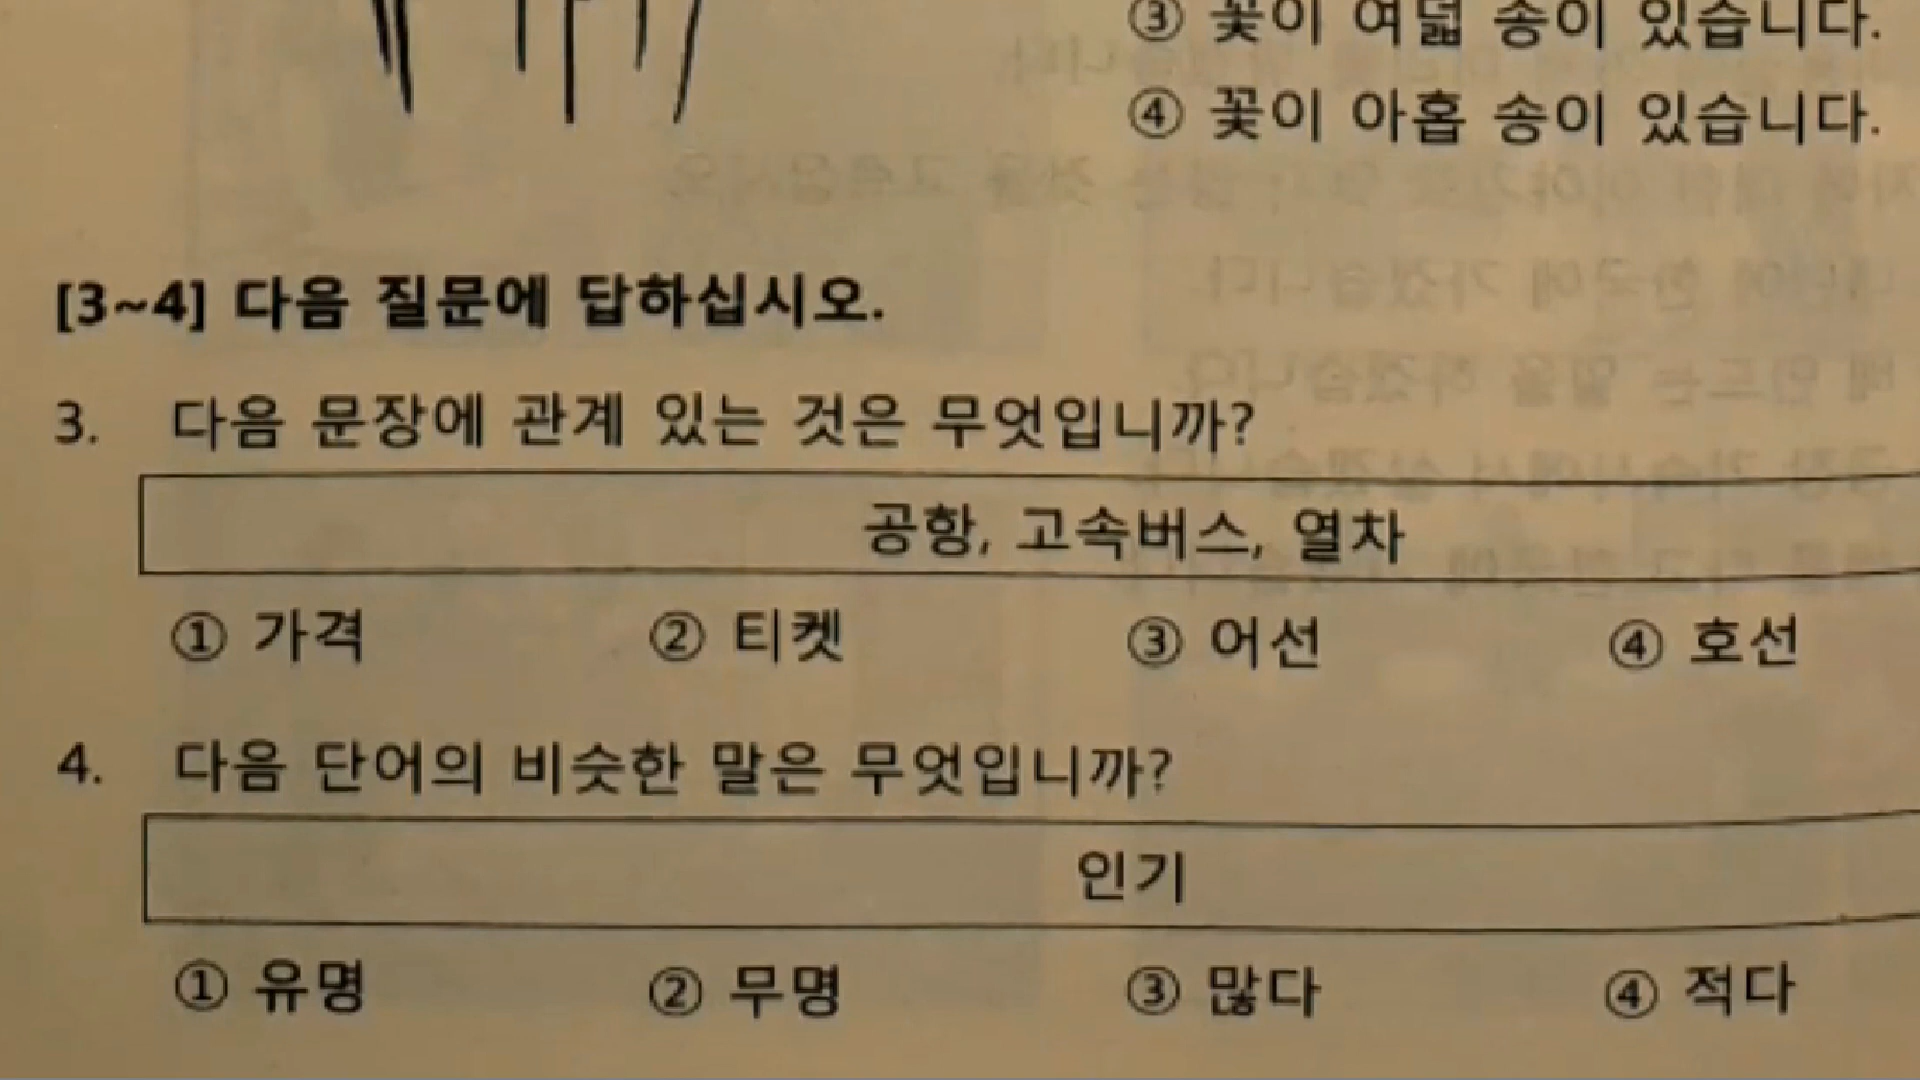 ③ 꽃이 여덟 송이 있습니다.
④ 꽃이 아홉 송이 있습니다.
[3~4] 다음 질문에 답하십시오.
3. 다음 문장에 관계 있는 것은 무엇입니까?
공항, 고속버스, 열차
① 가격 ② 티켓 ③ 어선 ④ 호선
4. 다음 단어의 비슷한 말은 무엇입니까?
인기
① 유명 ② 무명 ③ 많다 ④ 적다